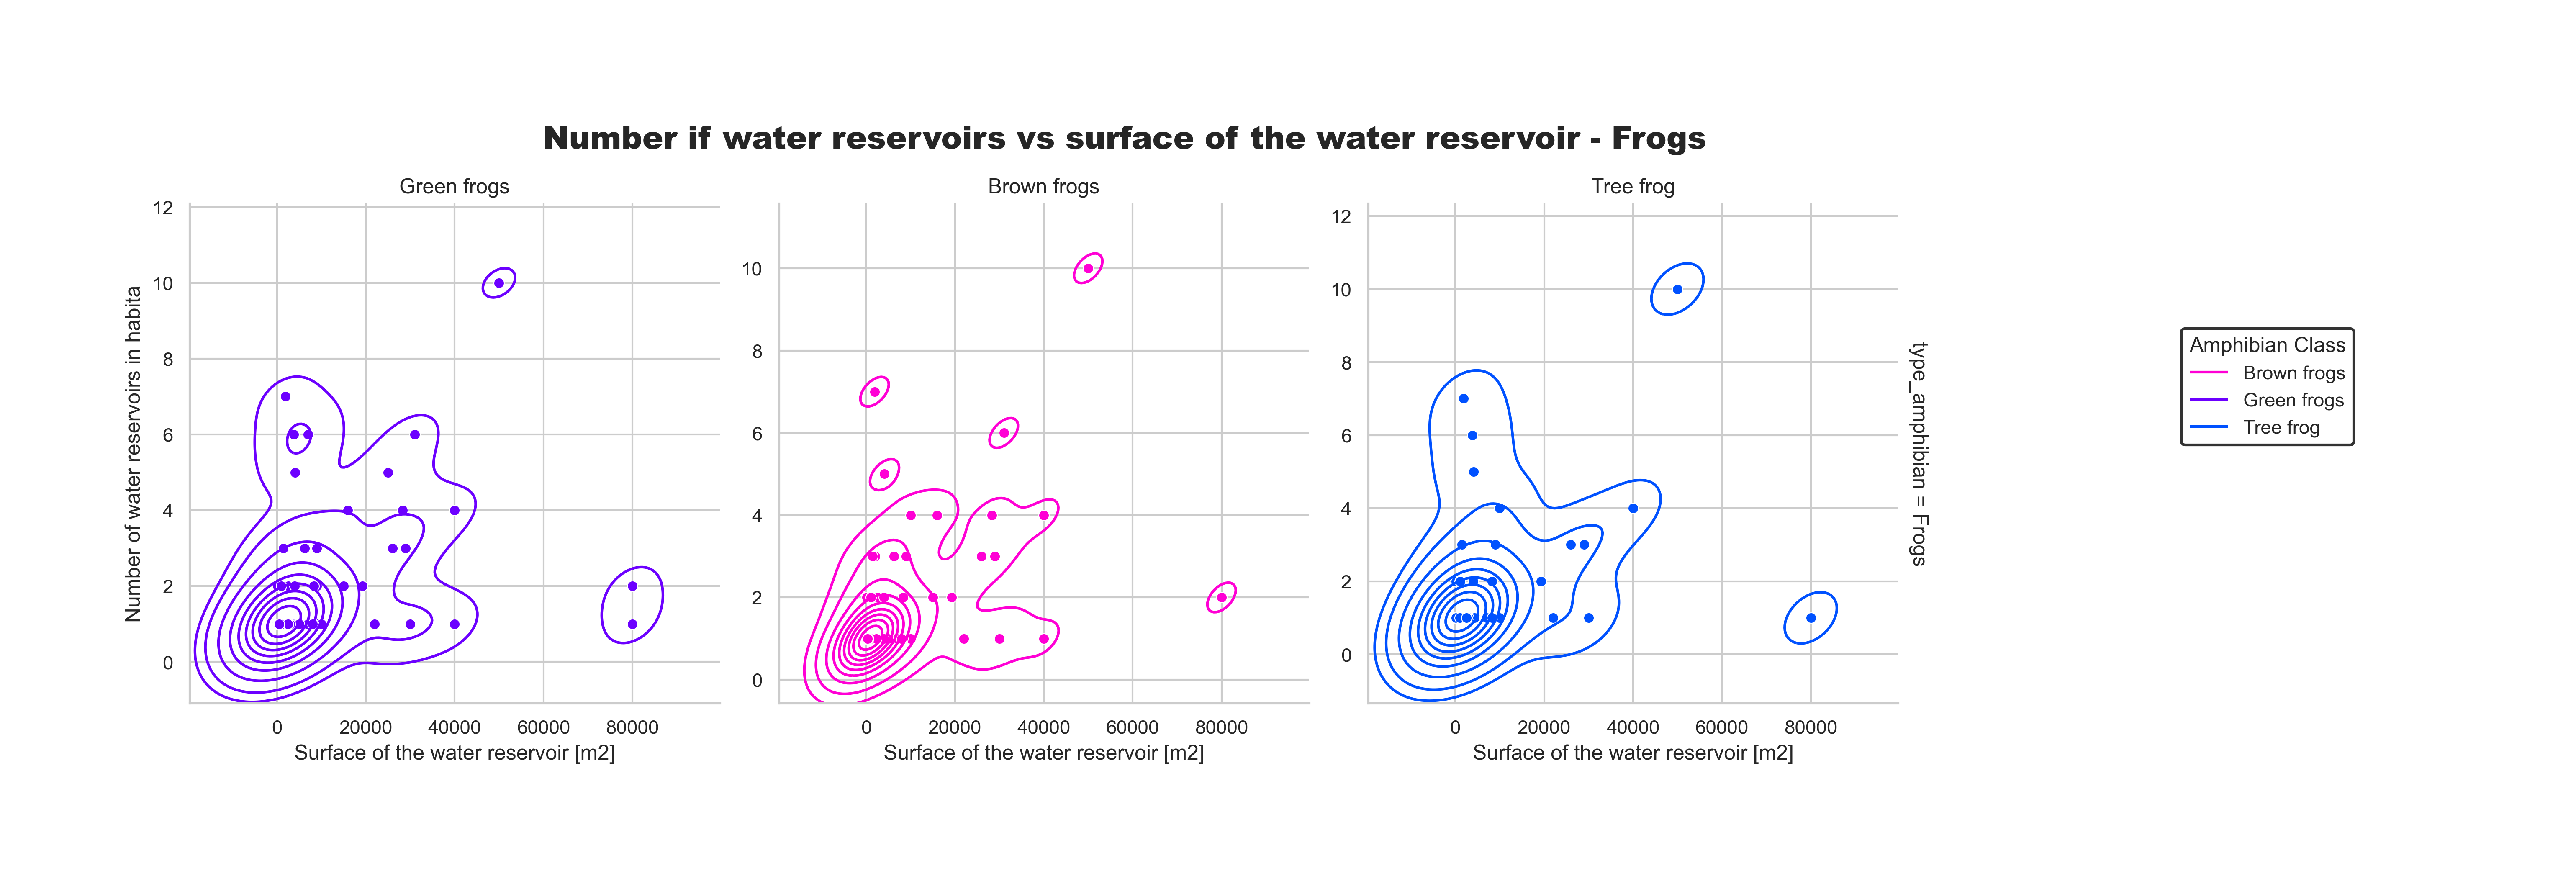 Number if water reservoirs vs surface of the water reservoir - Frogs
Green frogs
Brown frogs
Tree frog
Number of water reservoirs in habita
12
10
8
6
4
2
0
0 20000 40000 60000 80000
Surface of the water reservoir [m2]
10
8
6
4
2
0
0 20000 40000 60000 80000
Surface of the water reservoir [m2]
12
10
8
6
4
2
0
0 20000 40000 60000 80000
Surface of the water reservoir [m2]
type_amphibian = Frogs
Amphibian Class
Brown frogs
Green frogs
Tree frog